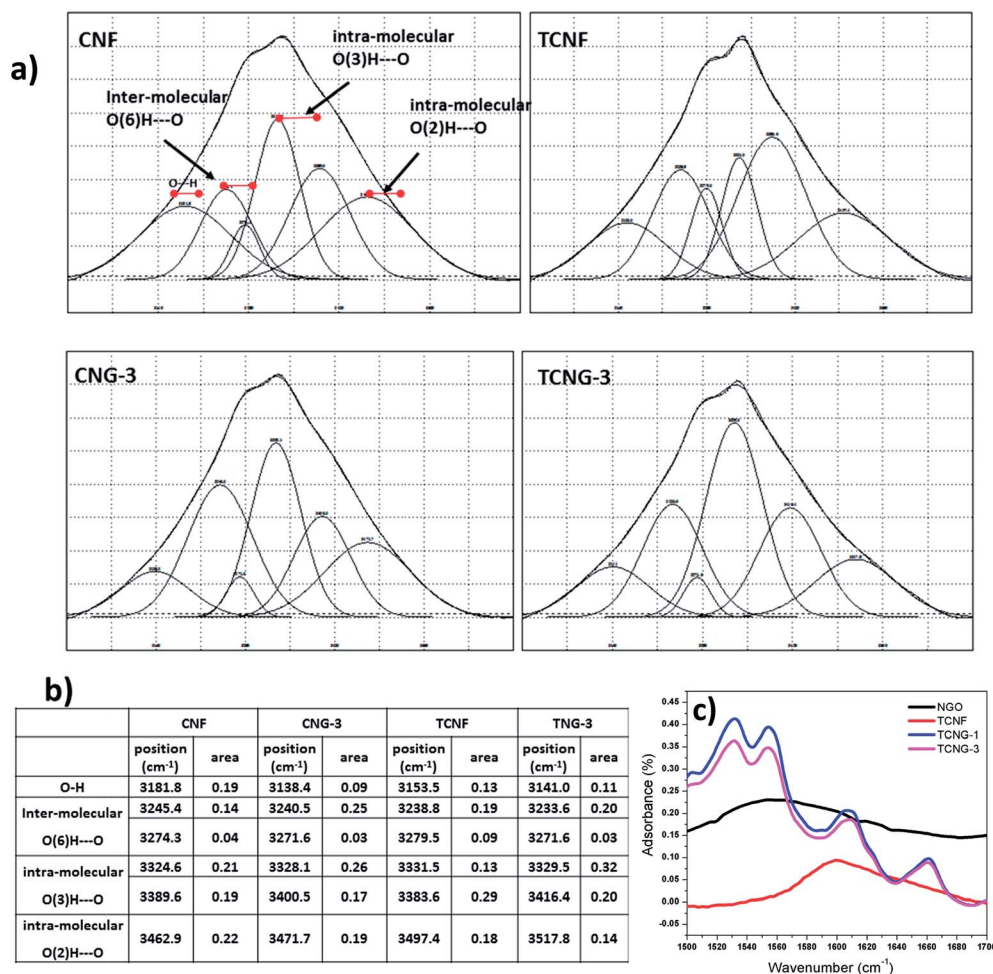 a)
CNF
intra-molecular
O(3)H---O
Inter-molecular
O(6)H---O
intra-molecular
O(2)H---O
O---H
TCNF
CNG-3
TCNG-3
b)
CNF CNG-3 TCNF TNG-3
position (cm⁻¹) area position (cm⁻¹) area position (cm⁻¹) area position (cm⁻¹) area
O-H 3181.8 0.19 3138.4 0.09 3153.5 0.13 3141.0 0.11
Inter-molecular 3245.4 0.14 3240.5 0.25 3238.8 0.19 3233.6 0.20
O(6)H---O 3274.3 0.04 3271.6 0.03 3279.5 0.09 3271.6 0.03
intra-molecular 3324.6 0.21 3328.1 0.26 3331.5 0.13 3329.5 0.32
O(3)H---O 3389.6 0.19 3400.5 0.17 3383.6 0.29 3416.4 0.20
intra-molecular
O(2)H---O 3462.9 0.22 3471.7 0.19 3497.4 0.18 3517.8 0.14
c)
NGO
TCNF
TCNG-1
TCNG-3
Adsorbance (%)
0.45
0.40
0.35
0.30
0.25
0.20
0.15
0.10
0.05
0.00
-0.05
1500 1520 1540 1560 1580 1600 1620 1640 1660 1680 1700
Wavenumber (cm⁻¹)